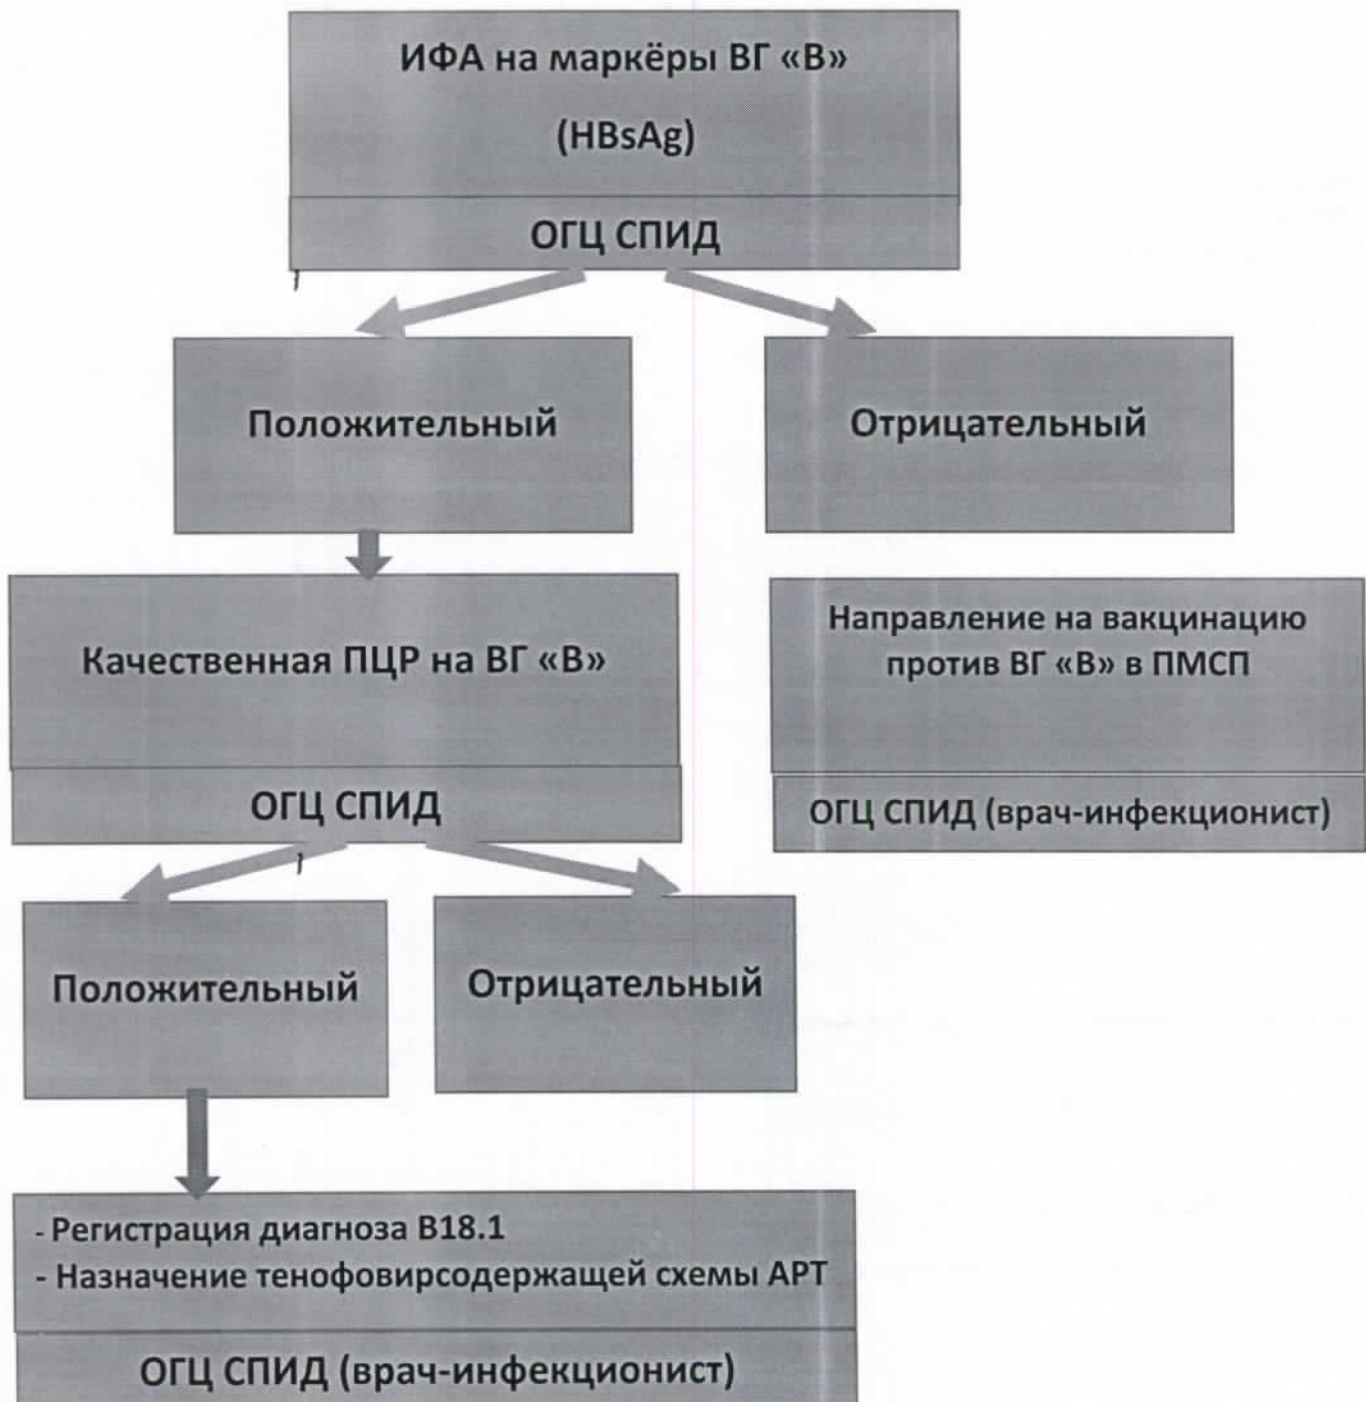 ИФА на маркёры ВГ «В»
(HBsAg)
ОГЦ СПИД
Положительный
Отрицательный
Качественная ПЦР на ВГ «В»
ОГЦ СПИД
Направление на вакцинацию
против ВГ «В» в ПМСП
ОГЦ СПИД (врач-инфекционист)
Положительный
Отрицательный
- Регистрация диагноза В18.1
- Назначение тенофовирсодержащей схемы АРТ
ОГЦ СПИД (врач-инфекционист)